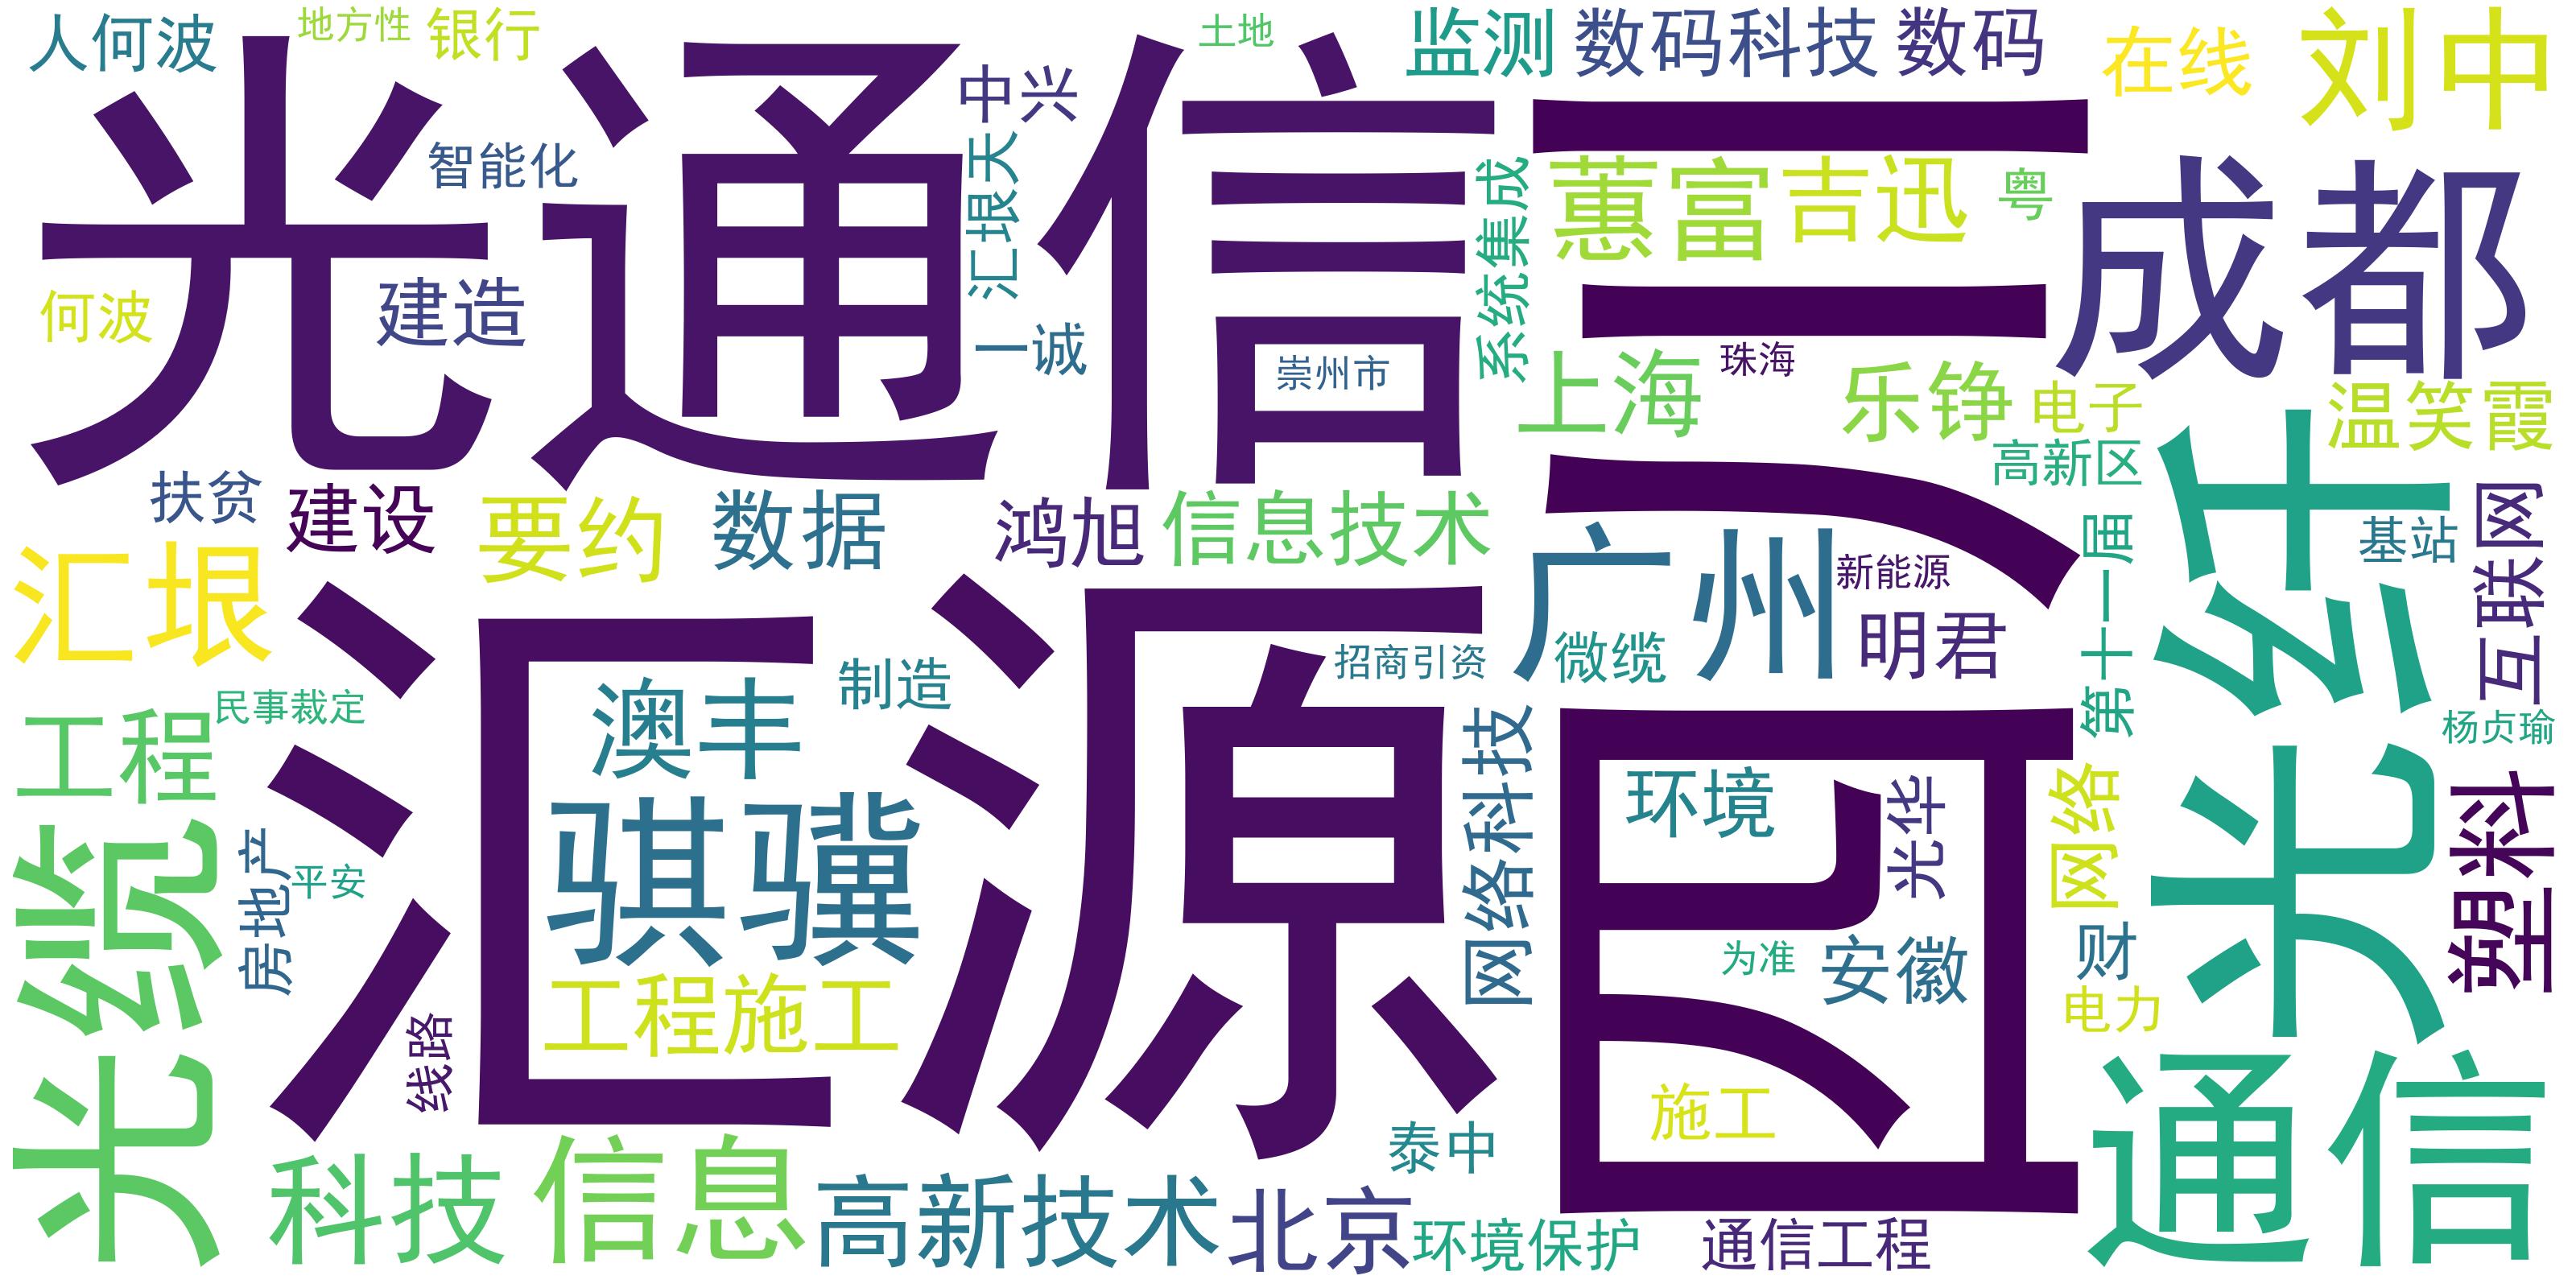 人何波
地方性
银行
土地
监测
数码科技
数码
在线
刘中
光通信
中兴
智能化
汇垠天
系统集成
四川
蕙富
吉迅
粤
成都
何波
建造
一诚
崇州市
上海
珠海
乐铮
电子
温笑霞
高新区
光纤
扶贫
建设
要约
数据
鸿旭
信息技术
广州
新能源
第十一届
基站
互联网
汇垠
汇源
微缆
明君
招商引资
制造
澳丰
民事裁定
工程
杨贞瑜
网络科技
环境
光华
网络
塑料
骐骥
光缆
房地产
平安
为准
安徽
财
电力
工程施工
线路
施工
通信
泰中
科技
信息
高新技术
北京
环境保护
通信工程